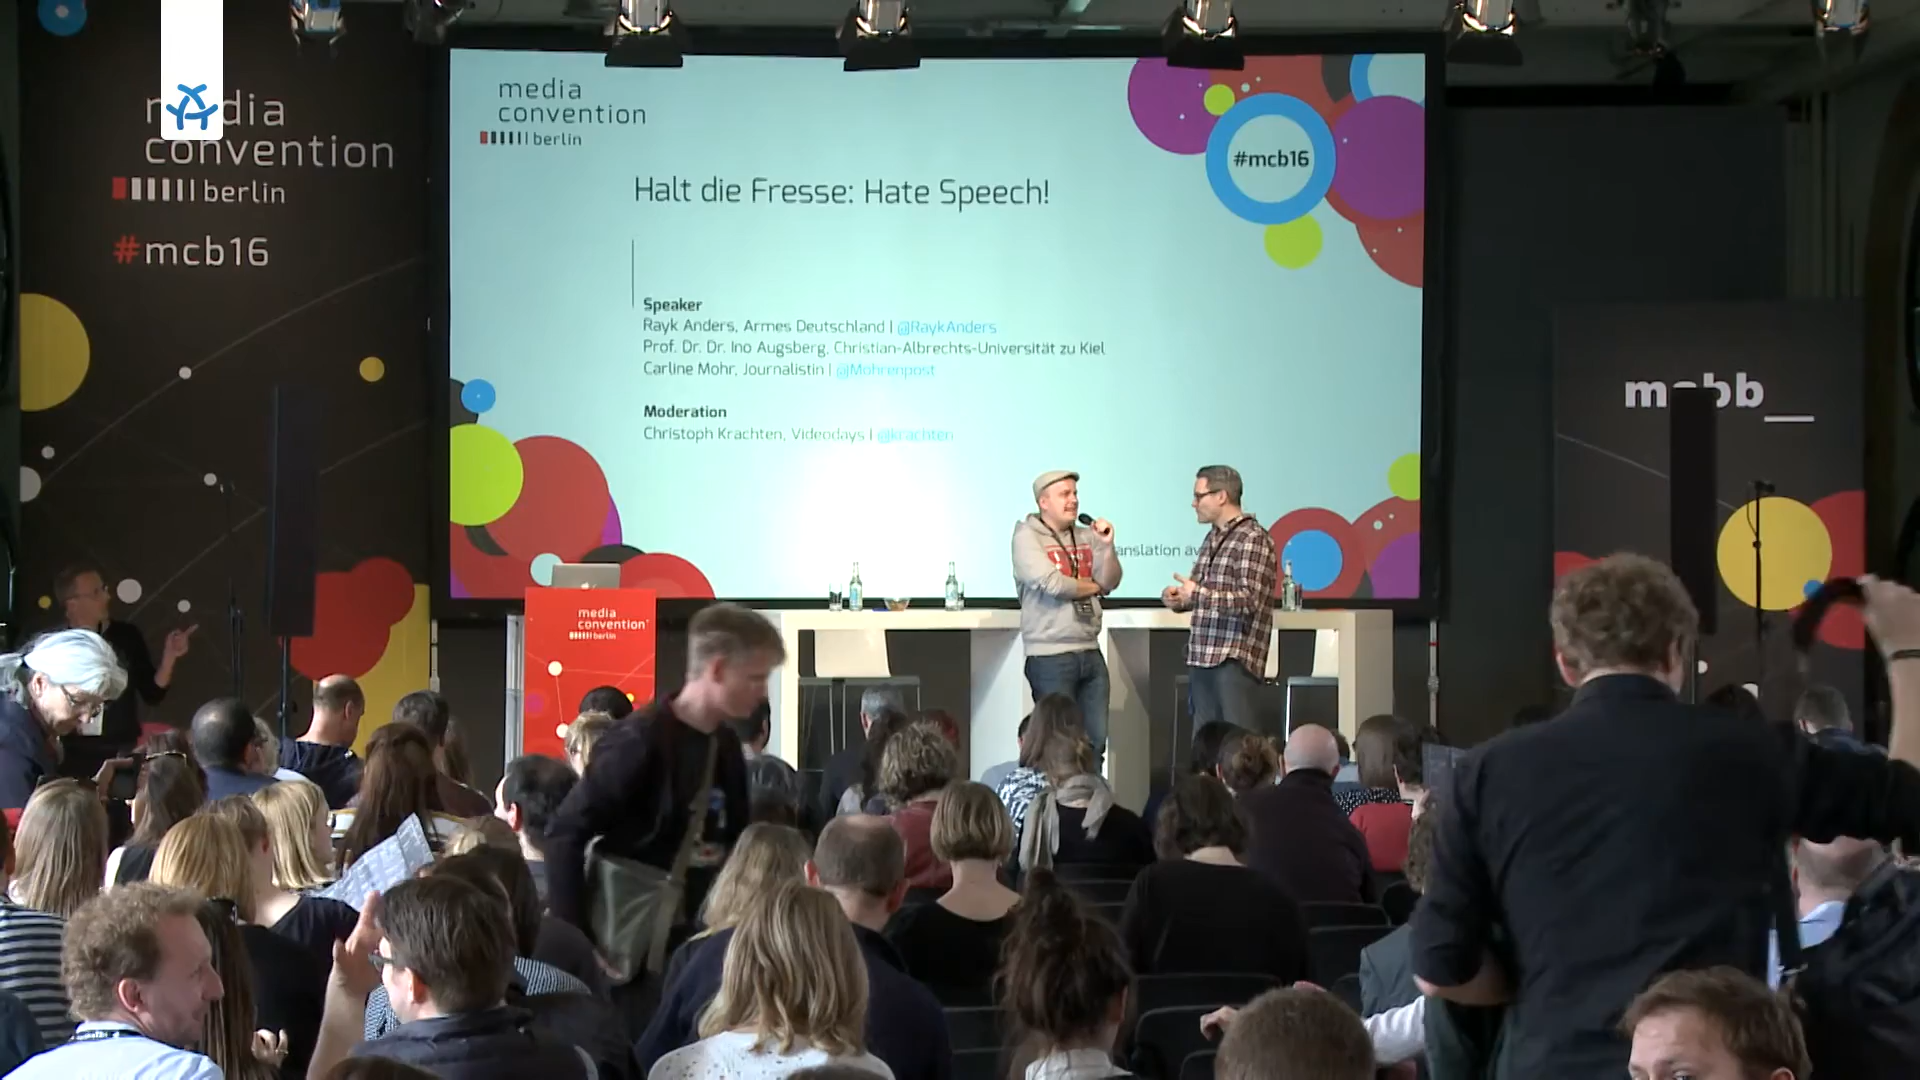 media
convention
berlin
#mcb16
media
convention
berlin
#mcb16
Halt die Fresse: Hate Speech!
Speaker
Rayk Anders, Armes Deutschland | @RaykAnders
Prof. Dr. Dr. Ino Augsberg, Christian-Albrechts-Universität zu Kiel
Carline Mohr, Journalistin | @Mohrenpost
Moderation
Christoph Krachten, Videodays | @krachten
media
convention
berlin